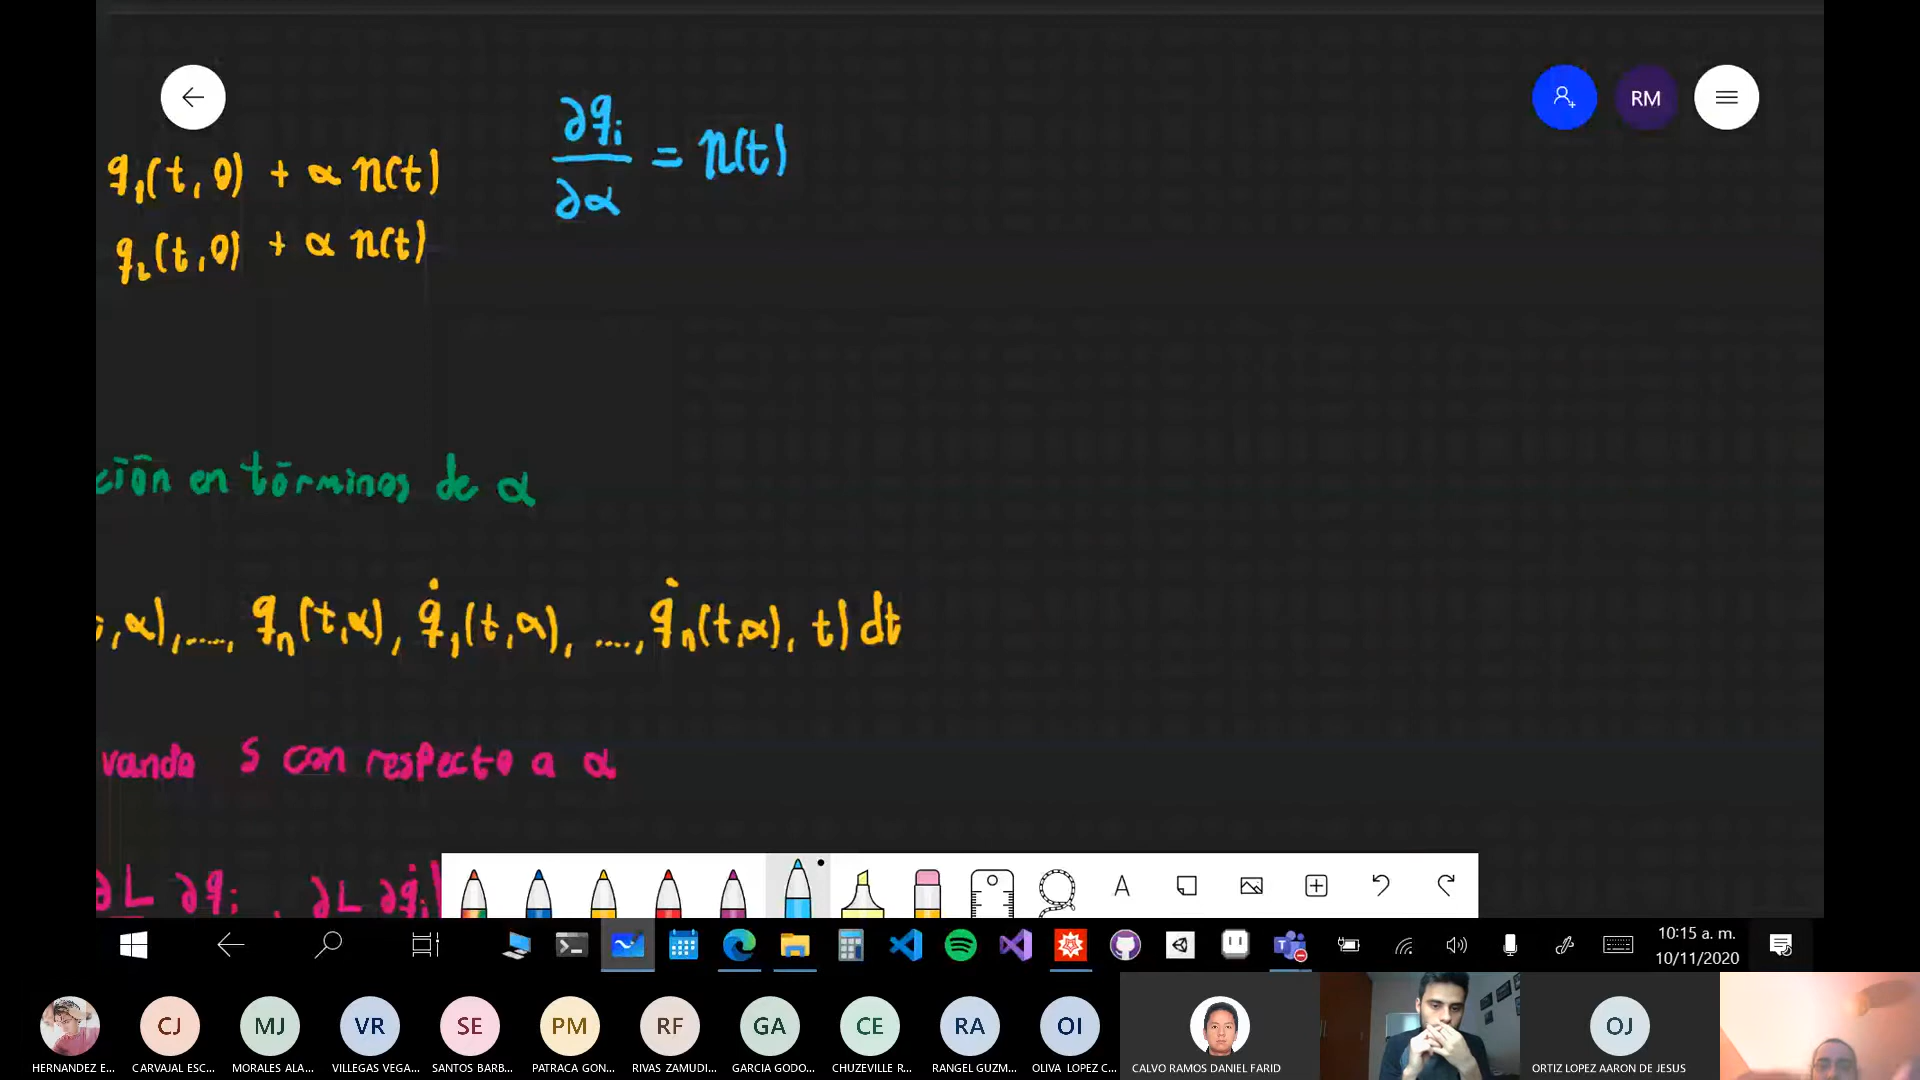 ∂qᵢ/∂α = η(t)
RM
q₁(t,0) + α η(t)
q₂(t,0) + α η(t)
ción en términos de α
,α),....., qₙ(t,α), q̇₁(t,α), ...., q̇ₙ(t,α), t) dt
vando S con respecto a α
∂L ∂qᵢ , ∂L ∂q̇ᵢ
A
10:15 a. m.
10/11/2020
CJ MJ VR SE PM RF GA CE RA OI OJ
HERNANDEZ E... CARVAJAL ESC... MORALES ALA... VILLEGAS VEGA... SANTOS BARB... PATRACA GON... RIVAS ZAMUDI... GARCIA GODO... CHUZEVILLE R... RANGEL GUZM... OLIVA LOPEZ C... CALVO RAMOS DANIEL FARID ORTIZ LOPEZ AARON DE JESUS